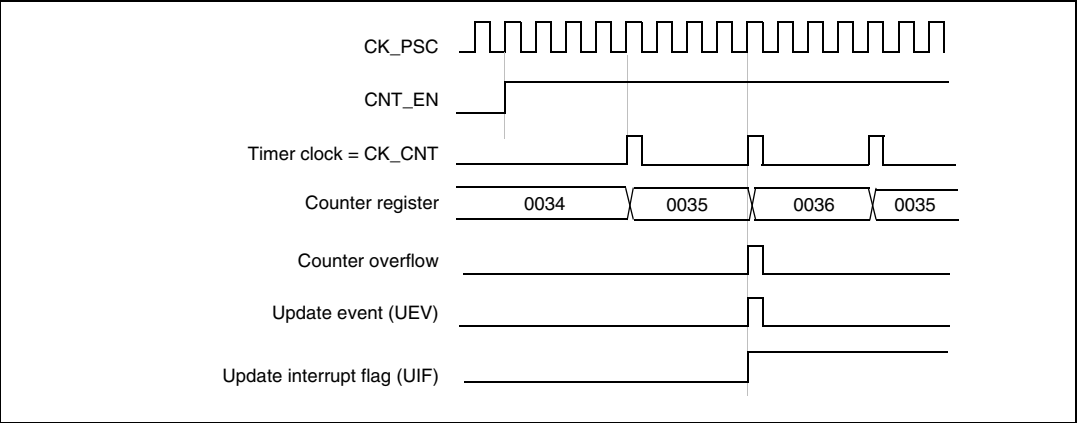 CK_PSC
CNT_EN
Timer clock = CK_CNT
Counter register 0034 0035 0036 0035
Counter overflow
Update event (UEV)
Update interrupt flag (UIF)